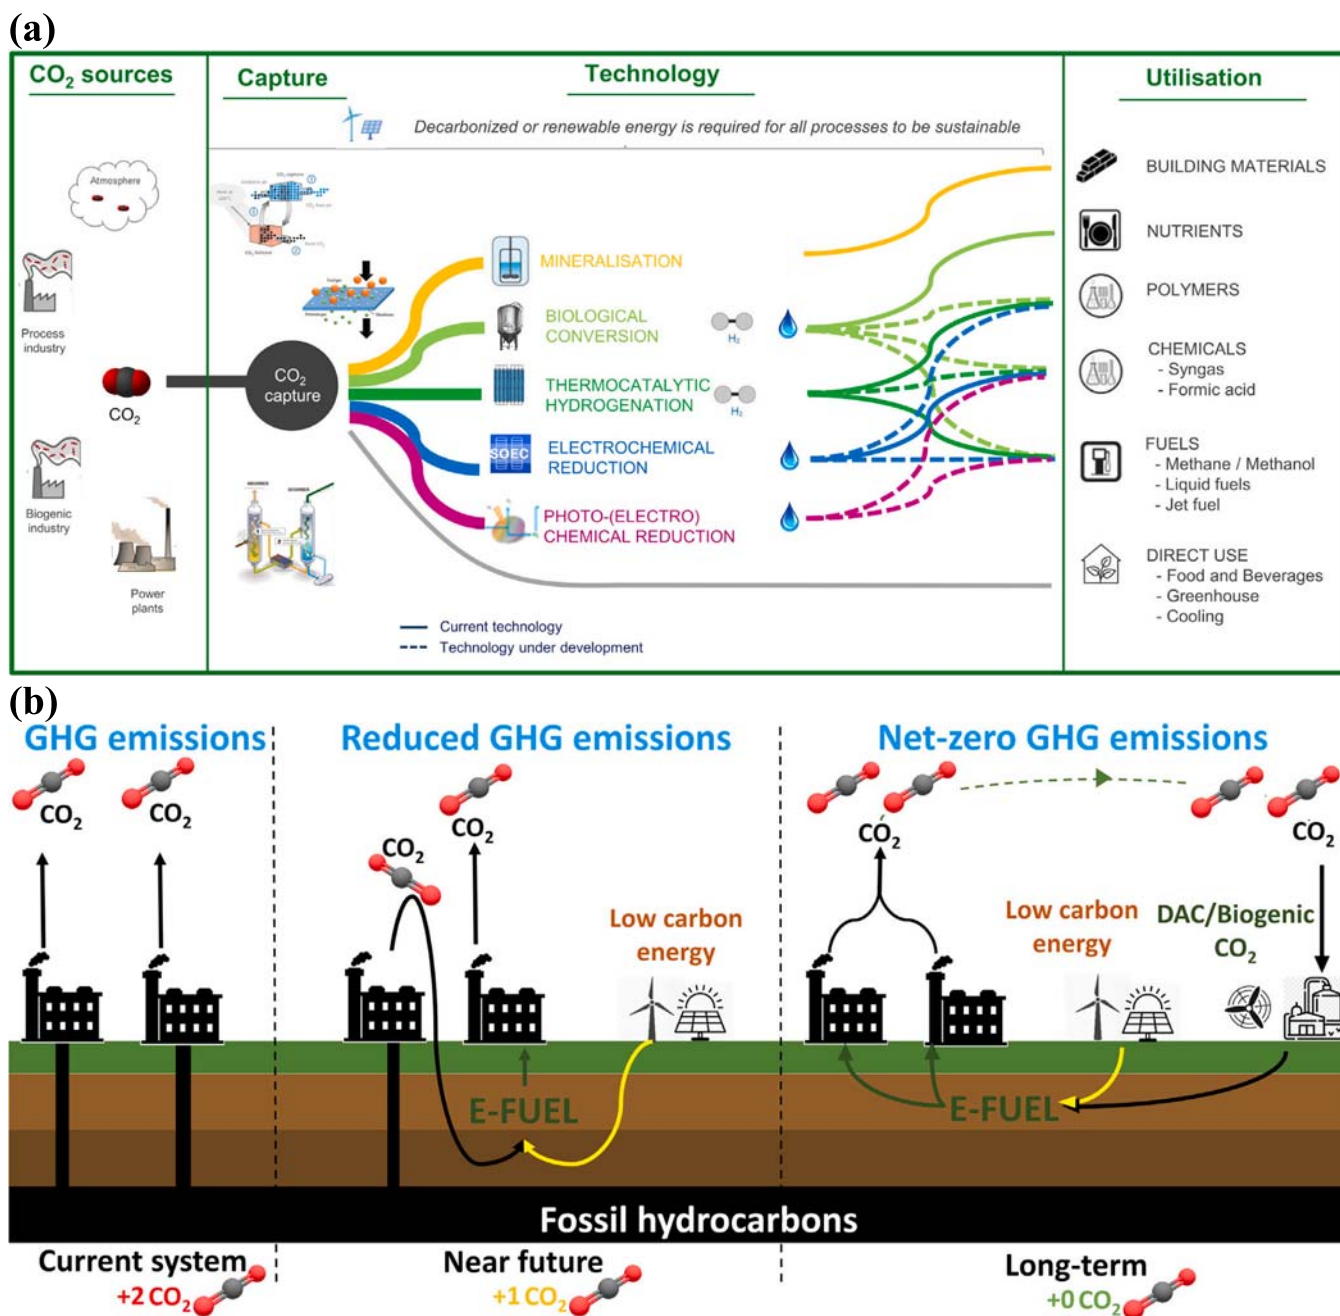 (a)
CO₂ sources
Capture
Technology
Utilisation
Decarbonized or renewable energy is required for all processes to be sustainable
Atmosphere
Process
industry
CO₂
Biogenic
industry
Power
plants
CO₂
capture
MINERALISATION
BIOLOGICAL
CONVERSION
H₂
THERMOCATALYTIC
HYDROGENATION
H₂
SOEC
ELECTROCHEMICAL
REDUCTION
PHOTO-(ELECTRO)
CHEMICAL REDUCTION
Current technology
Technology under development
BUILDING MATERIALS
NUTRIENTS
POLYMERS
CHEMICALS
- Syngas
- Formic acid
FUELS
- Methane / Methanol
- Liquid fuels
- Jet fuel
DIRECT USE
- Food and Beverages
- Greenhouse
- Cooling
(b)
GHG emissions
Reduced GHG emissions
Net-zero GHG emissions
CO₂
CO₂
CO₂
CO₂
Low carbon
energy
E-FUEL
CO₂
CO₂
Low carbon
energy
DAC/Biogenic
CO₂
E-FUEL
Fossil hydrocarbons
Current system
+2 CO₂
Near future
+1 CO₂
Long-term
+0 CO₂